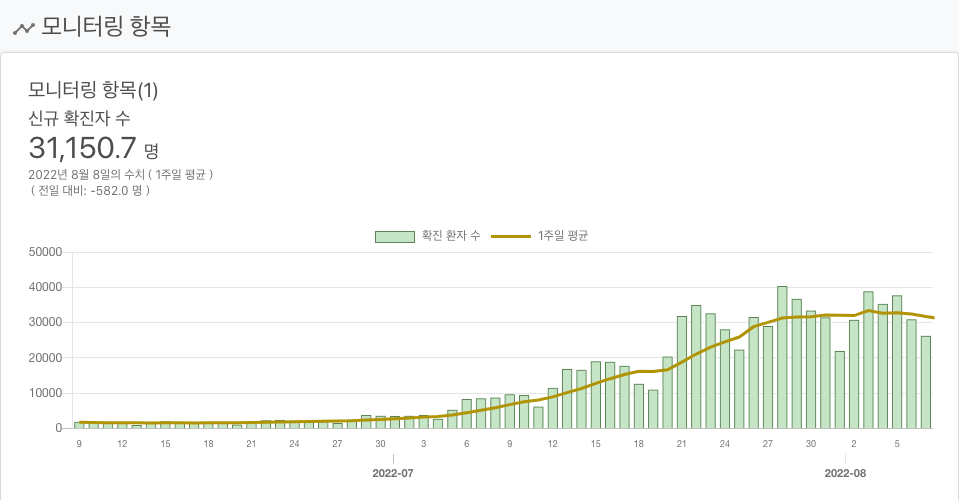 모니터링 항목
모니터링 항목(1)
신규 확진자 수
31,150.7 명
2022년 8월 8일의 수치 ( 1주일 평균 )
( 전일 대비: -582.0 명 )
확진 환자 수 1주일 평균
50000
40000
30000
20000
10000
0
9 12 15 18 21 24 27 30 3 6 9 12 15 18 21 24 27 30 2 5
2022-07 2022-08